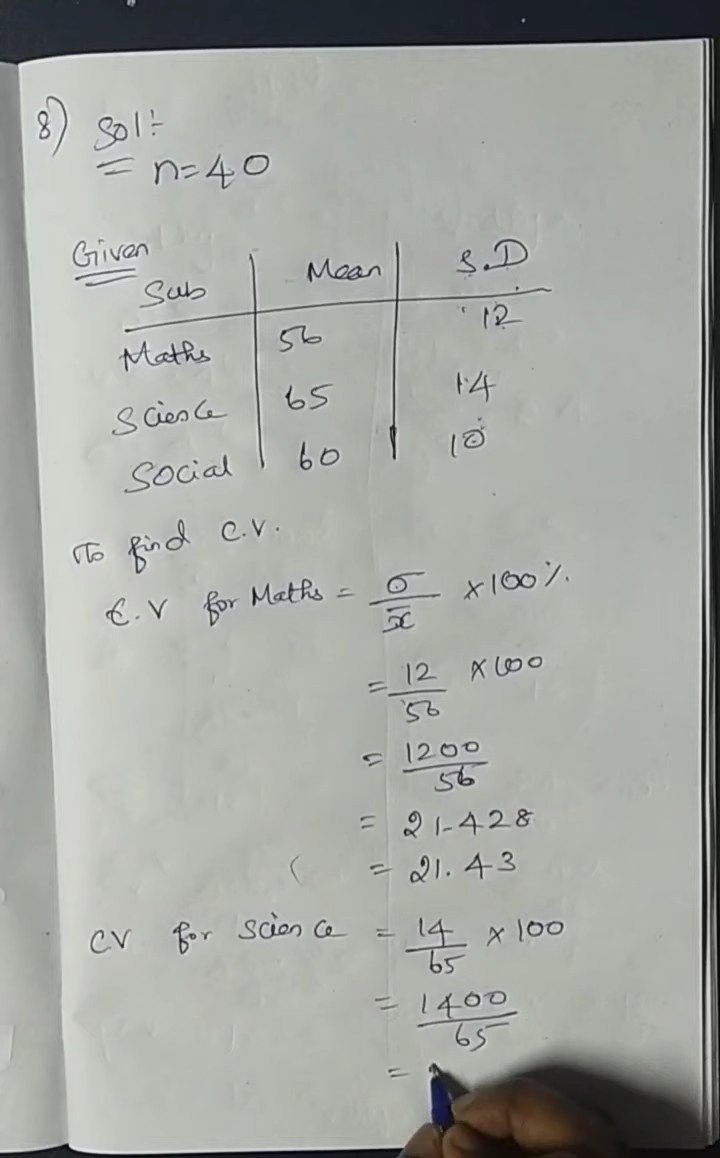 8) Sol:-
n=40
Given
Sub Mean S.D
Maths 56 12
Science 65 14
Social 60 10
To find C.V.
C.V for Maths = σ/x̄ ×100%.
= 12/56 ×100
= 1200/56
= 21.428
= 21.43
CV for Science = 14/65 × 100
= 1400/65
=